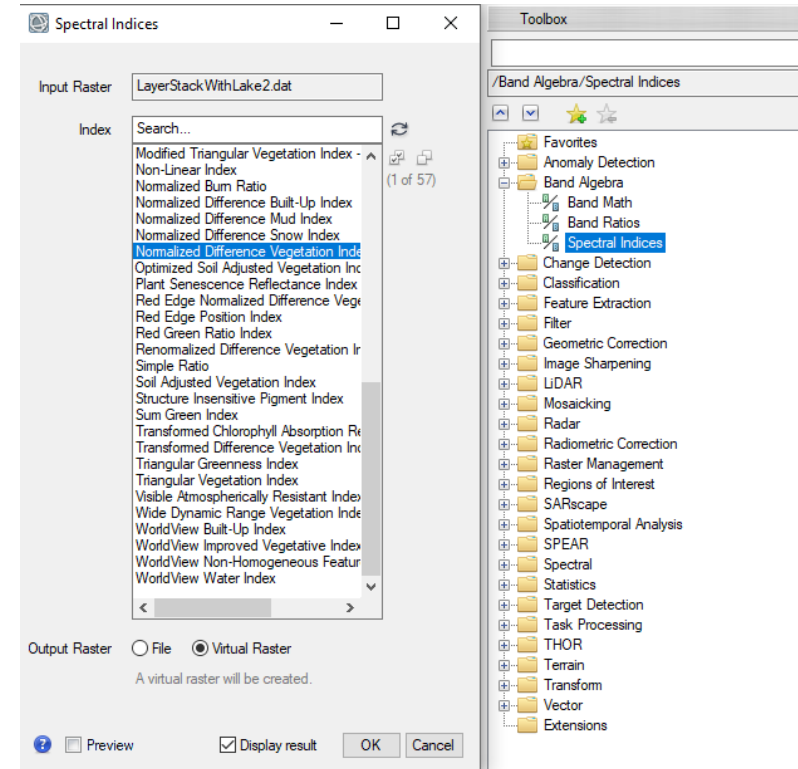 Spectral Indices
Input Raster
LayerStackWithLake2.dat
Index
Search...
Modified Triangular Vegetation Index -
Non-Linear Index
Normalized Burn Ratio
Normalized Difference Built-Up Index
Normalized Difference Mud Index
Normalized Difference Snow Index
Normalized Difference Vegetation Inde
Optimized Soil Adjusted Vegetation Inc
Plant Senescence Reflectance Index
Red Edge Normalized Difference Vege
Red Edge Position Index
Red Green Ratio Index
Renormalized Difference Vegetation Ir
Simple Ratio
Soil Adjusted Vegetation Index
Structure Insensitive Pigment Index
Sum Green Index
Transformed Chlorophyll Absorption Re
Transformed Difference Vegetation Inc
Triangular Greenness Index
Triangular Vegetation Index
Visible Atmospherically Resistant Index
Wide Dynamic Range Vegetation Inde
WorldView Built-Up Index
WorldView Improved Vegetative Index
WorldView Non-Homogeneous Featur
WorldView Water Index
(1 of 57)
Output Raster
File
Virtual Raster
A virtual raster will be created.
Preview
Display result
OK
Cancel
Toolbox
/Band Algebra/Spectral Indices
Favorites
Anomaly Detection
Band Algebra
Band Math
Band Ratios
Spectral Indices
Change Detection
Classification
Feature Extraction
Filter
Geometric Correction
Image Sharpening
LiDAR
Mosaicking
Radar
Radiometric Correction
Raster Management
Regions of Interest
SARscape
Spatiotemporal Analysis
SPEAR
Spectral
Statistics
Target Detection
Task Processing
THOR
Terrain
Transform
Vector
Extensions